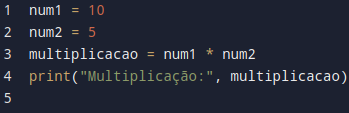 1 num1 = 10
2 num2 = 5
3 multiplicacao = num1 * num2
4 print("Multiplicação:", multiplicacao)
5